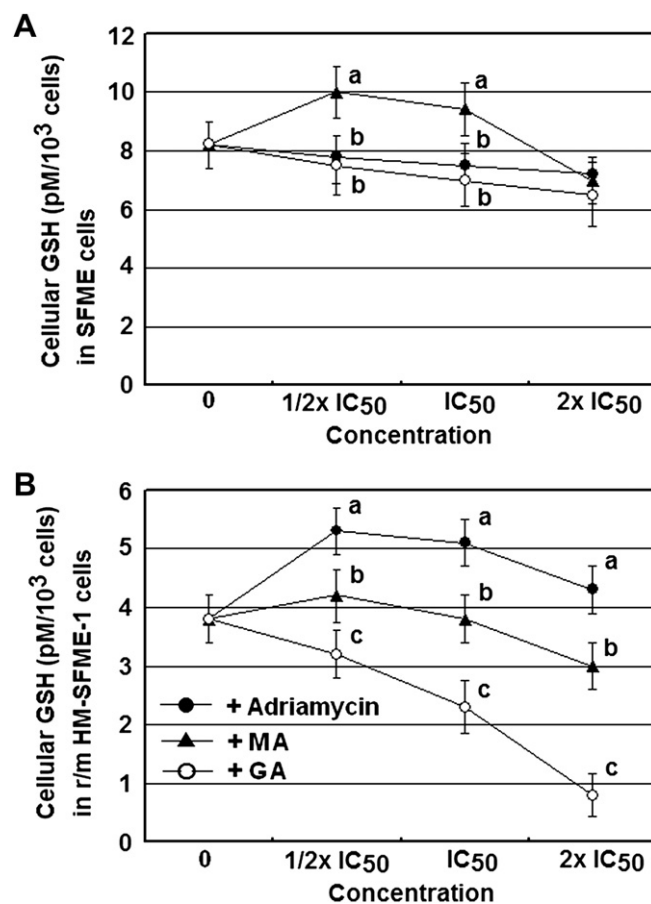 A
Cellular GSH (pM/10³ cells)
in SFME cells
12
10
8
6
4
2
0
a
a
b
b
b
b
0 1/2x IC₅₀ IC₅₀ 2x IC₅₀
Concentration
B
Cellular GSH (pM/10³ cells)
in r/m HM-SFME-1 cells
6
5
4
3
2
1
0
a
a
a
b
b
b
c
c
c
+ Adriamycin
+ MA
+ GA
0 1/2x IC₅₀ IC₅₀ 2x IC₅₀
Concentration